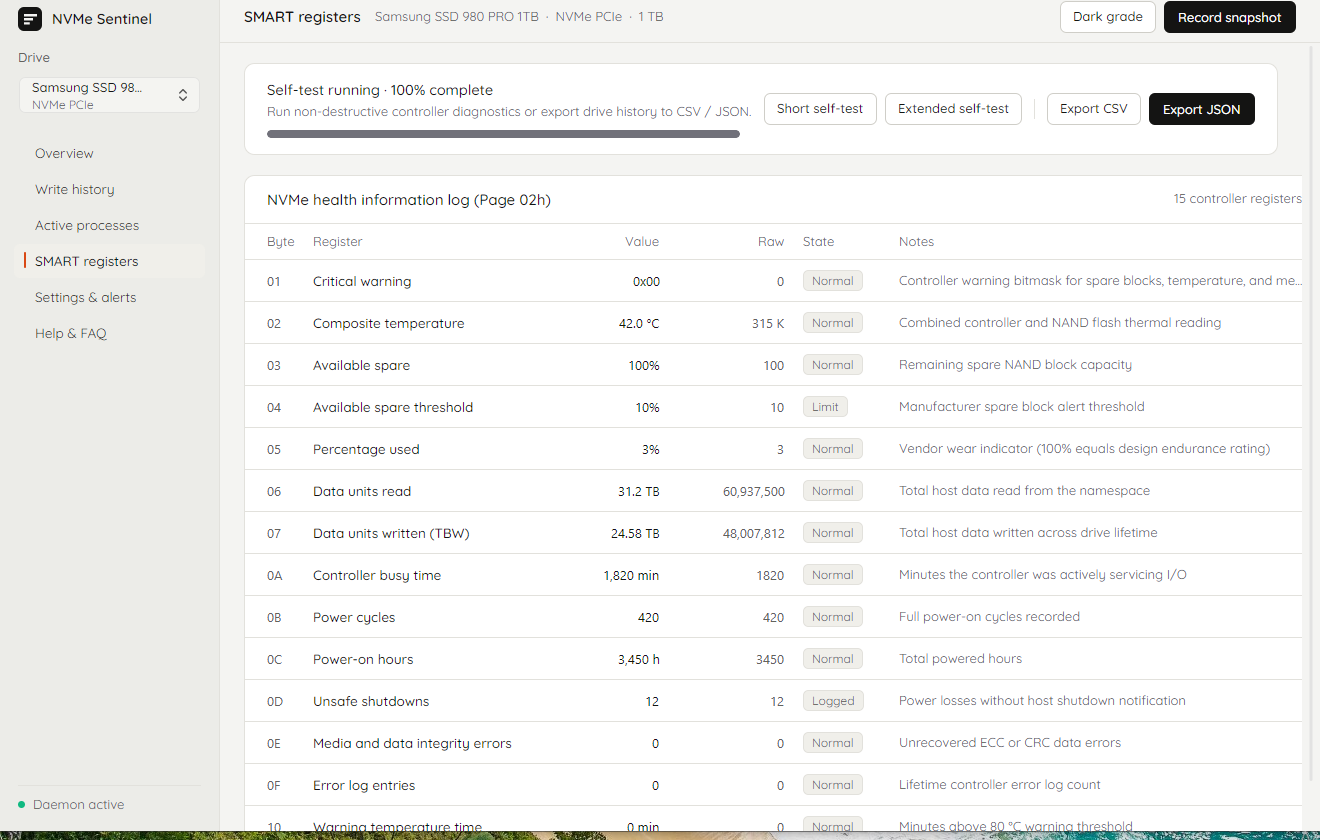 NVMe Sentinel
SMART registers Samsung SSD 980 PRO 1TB · NVMe PCIe · 1 TB
Dark grade
Record snapshot
Drive
Samsung SSD 98...
NVMe PCIe
Overview
Write history
Active processes
SMART registers
Settings & alerts
Help & FAQ
Daemon active
Self-test running · 100% complete
Run non-destructive controller diagnostics or export drive history to CSV / JSON.
Short self-test
Extended self-test
Export CSV
Export JSON
NVMe health information log (Page 02h) 15 controller registers
Byte Register Value Raw State Notes
01 Critical warning 0x00 0 Normal Controller warning bitmask for spare blocks, temperature, and me...
02 Composite temperature 42.0 °C 315 K Normal Combined controller and NAND flash thermal reading
03 Available spare 100% 100 Normal Remaining spare NAND block capacity
04 Available spare threshold 10% 10 Limit Manufacturer spare block alert threshold
05 Percentage used 3% 3 Normal Vendor wear indicator (100% equals design endurance rating)
06 Data units read 31.2 TB 60,937,500 Normal Total host data read from the namespace
07 Data units written (TBW) 24.58 TB 48,007,812 Normal Total host data written across drive lifetime
0A Controller busy time 1,820 min 1820 Normal Minutes the controller was actively servicing I/O
0B Power cycles 420 420 Normal Full power-on cycles recorded
0C Power-on hours 3,450 h 3450 Normal Total powered hours
0D Unsafe shutdowns 12 12 Logged Power losses without host shutdown notification
0E Media and data integrity errors 0 0 Normal Unrecovered ECC or CRC data errors
0F Error log entries 0 0 Normal Lifetime controller error log count
10 Warning temperature time 0 min 0 Normal Minutes above 80 °C warning threshold